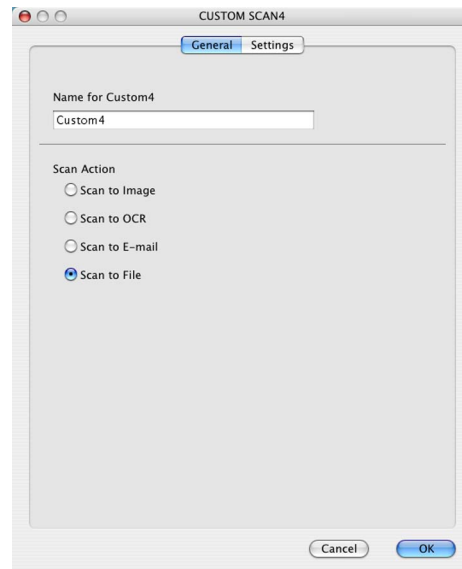 CUSTOM SCAN4
General Settings
Name for Custom4
Custom4
Scan Action
Scan to Image
Scan to OCR
Scan to E-mail
Scan to File
Cancel OK